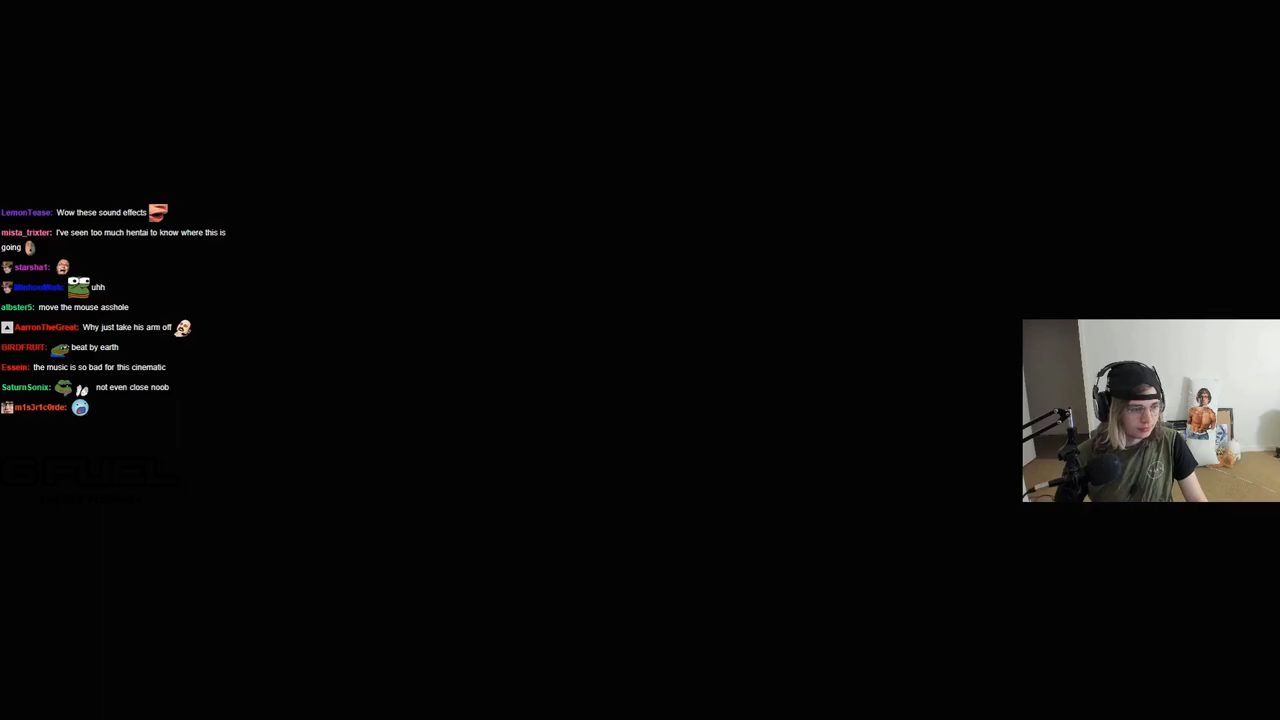 LemonTease: Wow these sound effects
mista_trixter: I've seen too much hentai to know where this is
going
starsha1:
uhh
albster5: move the mouse asshole
AarronTheGreat: Why just take his arm off
BIRDFRUIT: beat by earth
Essein: the music is so bad for this cinematic
SaturnSonix: not even close noob
m1s3r1c0rde:
G FUEL